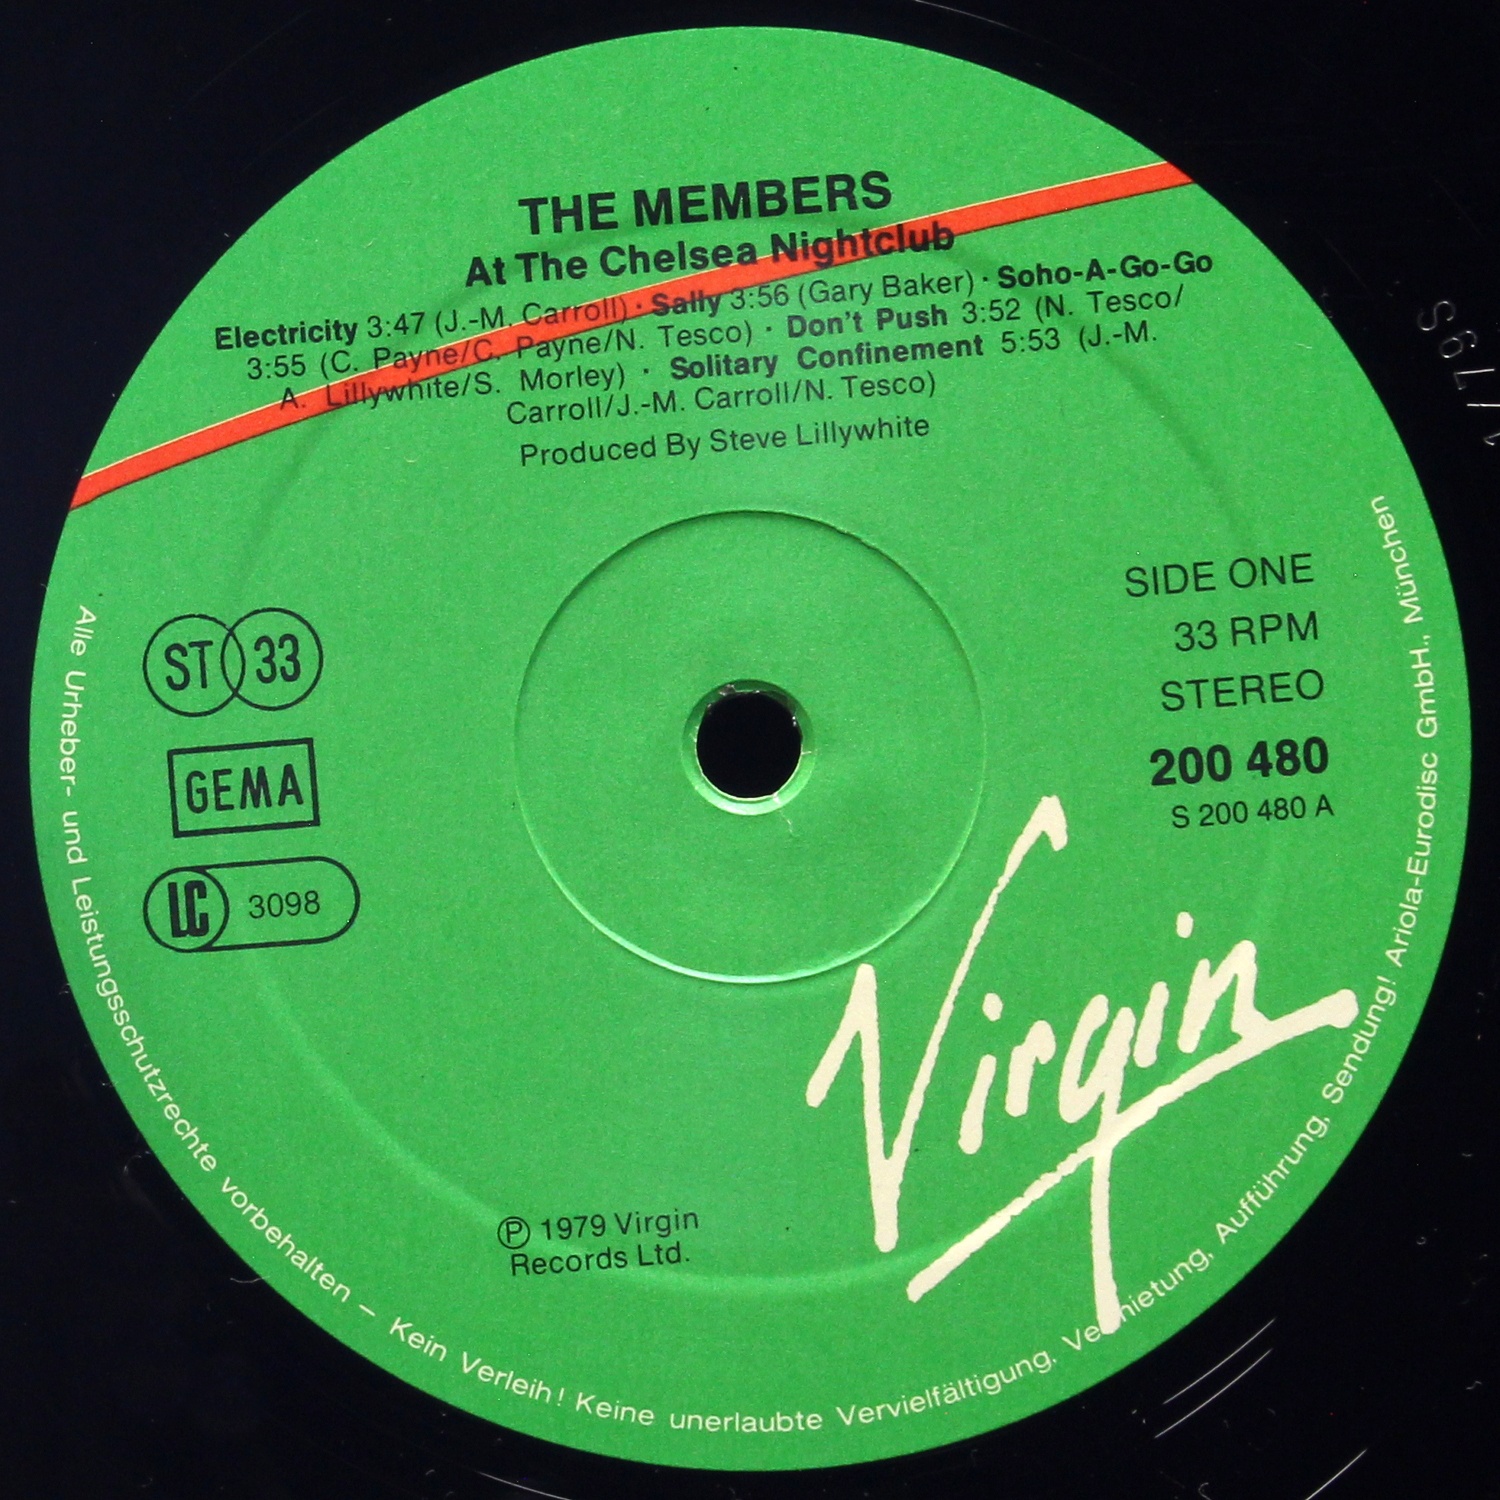 THE MEMBERS
At The Chelsea Nightclub
Electricity 3:47 (J.-M. Carroll) · Sally 3:56 (Gary Baker) · Soho-A-Go-Go
3:55 (C. Payne/C. Payne/N. Tesco) · Don't Push 3:52 (N. Tesco/
A. Lillywhite/S. Morley) · Solitary Confinement 5:53 (J.-M.
Carroll/J.-M. Carroll/N. Tesco)
Produced By Steve Lillywhite
ST 33
GEMA
LC 3098
SIDE ONE
33 RPM
STEREO
200 480
S 200 480 A
Virgin
℗ 1979 Virgin
Records Ltd.
Alle Urheber- und Leistungsschutzrechte vorbehalten – Kein Verleih! Keine unerlaubte Vervielfältigung, Aufführung, Sendung! Ariola-Eurodisc GmbH., München